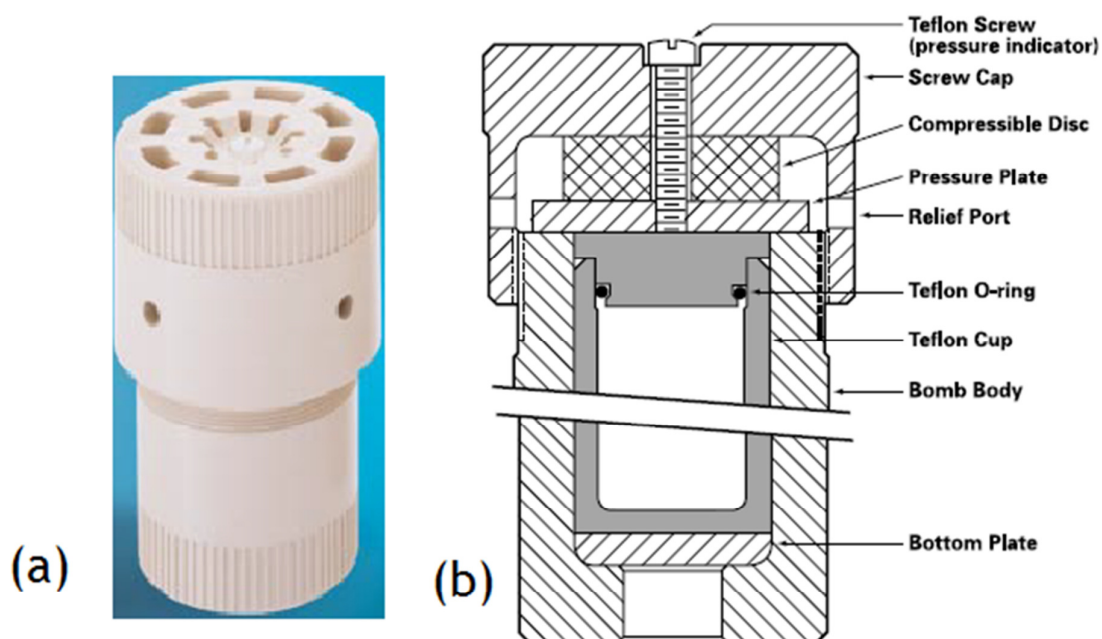 (a)
(b)
Teflon Screw
(pressure indicator)
Screw Cap
Compressible Disc
Pressure Plate
Relief Port
Teflon O-ring
Teflon Cup
Bomb Body
Bottom Plate